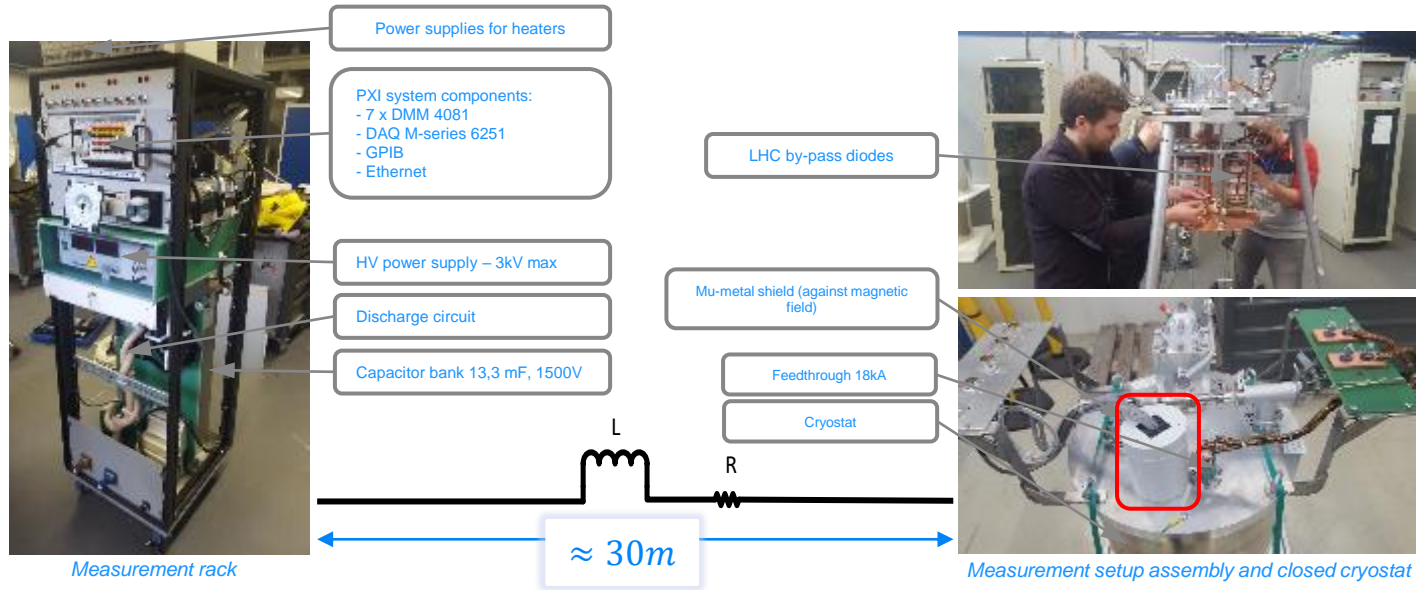 Power supplies for heaters
PXI system components:
- 7 x DMM 4081
- DAQ M-series 6251
- GPIB
- Ethernet
HV power supply – 3kV max
Discharge circuit
Capacitor bank 13,3 mF, 1500V
LHC by-pass diodes
Mu-metal shield (against magnetic
field)
Feedthrough 18kA
Cryostat
L
R
≈ 30m
Measurement rack
Measurement setup assembly and closed cryostat